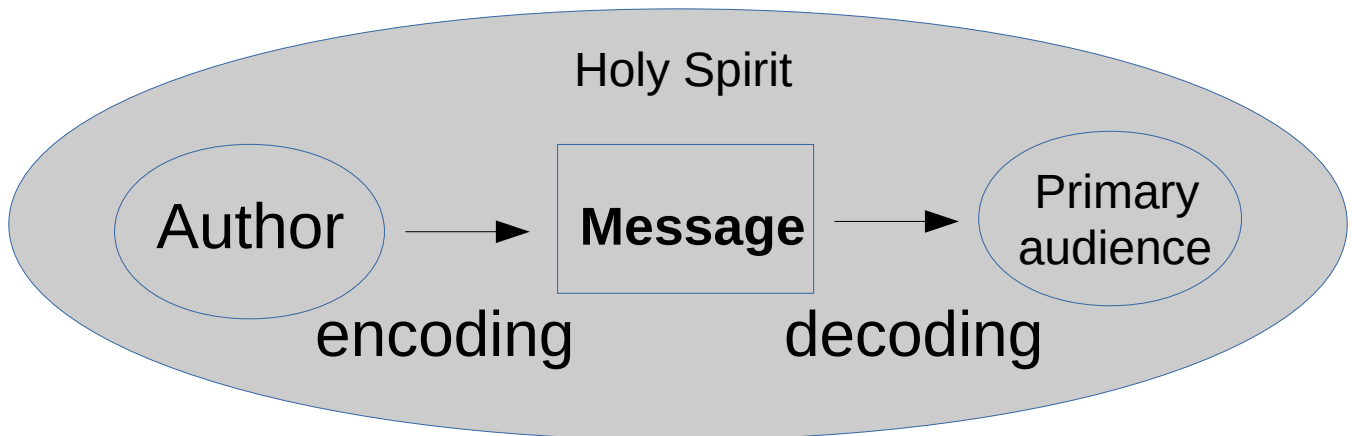 Holy Spirit
Author
Message
Primary
audience
encoding
decoding